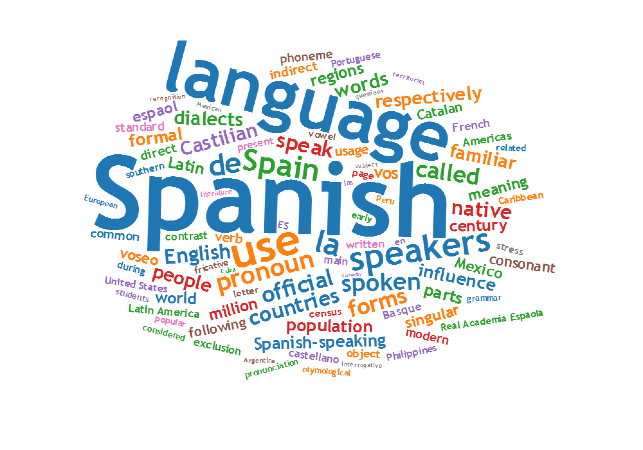 phoneme
Portuguese
indirect
regions
territories
language
words
questions
recognition
Mexican
respectively
espaol
dialects
Catalan
standard
formal
Castilian
present
speak
vowel
usage
French
Americas
related
direct
Latin
de
Spain
subject
page
vos
called
familiar
southern
Spanish
las
meaning
literature
Peru
Caribbean
European
early
native
century
common
contrast
verb
ES
use
la
written
en
speakers
stress
consonant
voseo
English
fricative
Cuba
pronoun
main
Mexico
during
people
letter
official
spoken
currently
influence
grammar
United States
students
world
million
countries
forms
parts
Latin America
popular
following
census
population
Basque
singular
Real Academia Espaola
considered
exclusion
Spanish-speaking
modern
castellano
object
Philippines
Argentina
pronunciation
interrogative
etymological